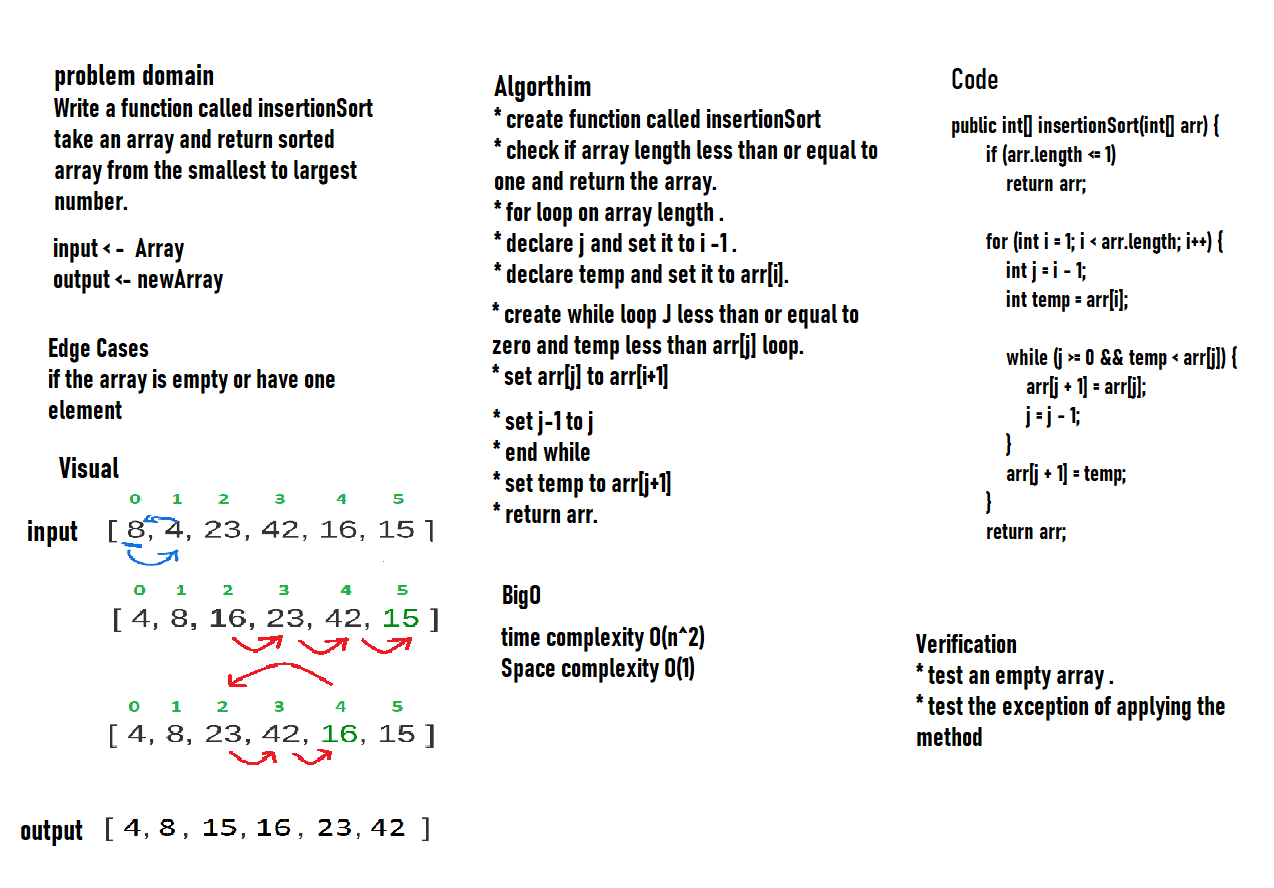 problem domain
Write a function called insertionSort
take an array and return sorted
array from the smallest to largest
number.
input < - Array
output <- newArray
Edge Cases
if the array is empty or have one
element
Visual
0 1 2 3 4 5
input [ 8, 4, 23, 42, 16, 15 ]
0 1 2 3 4 5
[ 4, 8, 16, 23, 42, 15 ]
0 1 2 3 4 5
[ 4, 8, 23, 42, 16, 15 ]
output [ 4, 8 , 15, 16 , 23, 42 ]
Algorthim
* create function called insertionSort
* check if array length less than or equal to
one and return the array.
* for loop on array length .
* declare j and set it to i -1 .
* declare temp and set it to arr[i].
* create while loop J less than or equal to
zero and temp less than arr[j] loop.
* set arr[j] to arr[i+1]
* set j-1 to j
* end while
* set temp to arr[j+1]
* return arr.
BigO
time complexity O(n^2)
Space complexity O(1)
Code
public int[] insertionSort(int[] arr) {
if (arr.length <= 1)
return arr;
for (int i = 1; i < arr.length; i++) {
int j = i - 1;
int temp = arr[i];
while (j >= 0 && temp < arr[j]) {
arr[j + 1] = arr[j];
j = j - 1;
}
arr[j + 1] = temp;
}
return arr;
Verification
* test an empty array .
* test the exception of applying the
method